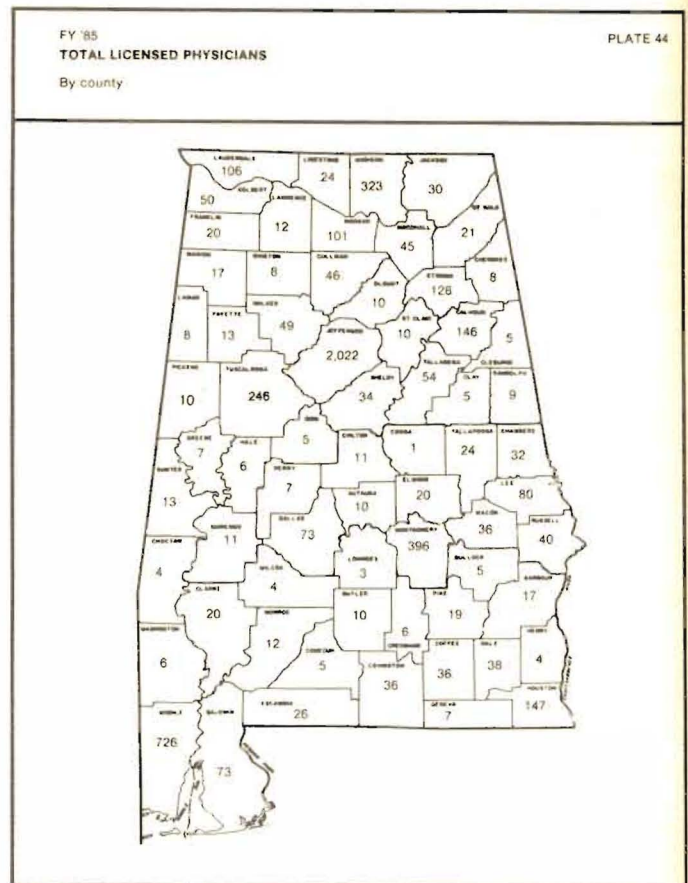 FY '85
PLATE 44
TOTAL LICENSED PHYSICIANS
By county
LAUDERDALE
106
LIMESTONE
24
MADISON
323
JACKSON
30
COLBERT
50
LAWRENCE
12
FRANKLIN
20
MORGAN
101
MARSHALL
45
DE KALB
21
MARION
17
WINSTON
8
CULLMAN
46
BLOUNT
10
ETOWAH
126
CHEROKEE
8
LAMAR
8
FAYETTE
13
WALKER
49
JEFFERSON
2,022
ST CLAIR
10
CALHOUN
146
CLEBURNE
5
PICKENS
10
TUSCALOOSA
246
SHELBY
34
TALLADEGA
54
CLAY
5
RANDOLPH
9
GREENE
7
HALE
6
BIBB
5
CHILTON
11
COOSA
1
TALLAPOOSA
24
CHAMBERS
32
SUMTER
13
PERRY
7
AUTAUGA
10
ELMORE
20
LEE
80
MARENGO
11
DALLAS
73
LOWNDES
3
MONTGOMERY
396
MACON
36
RUSSELL
40
CHOCTAW
4
WILCOX
4
BUTLER
10
CRENSHAW
6
PIKE
19
BULLOCK
5
BARBOUR
17
CLARKE
20
MONROE
12
CONECUH
5
COVINGTON
36
COFFEE
36
DALE
38
HENRY
4
WASHINGTON
6
ESCAMBIA
26
GENEVA
7
HOUSTON
147
MOBILE
726
BALDWIN
73